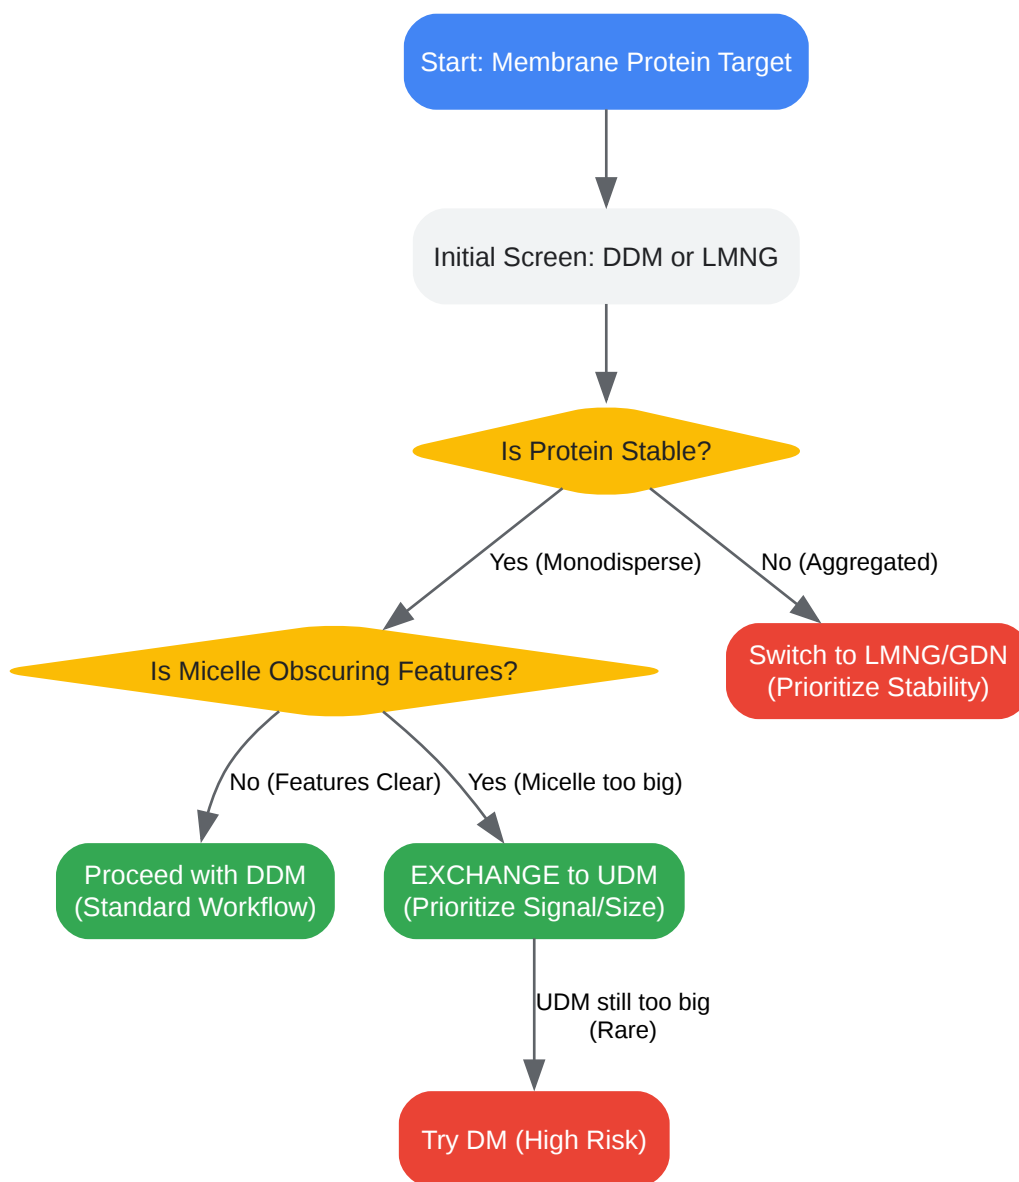 Start: Membrane Protein Target
Initial Screen: DDM or LMNG
Is Protein Stable?
Yes (Monodisperse)
No (Aggregated)
Is Micelle Obscuring Features?
Switch to LMNG/GDN
(Prioritize Stability)
No (Features Clear)
Yes (Micelle too big)
Proceed with DDM
(Standard Workflow)
EXCHANGE to UDM
(Prioritize Signal/Size)
UDM still too big
(Rare)
Try DM (High Risk)